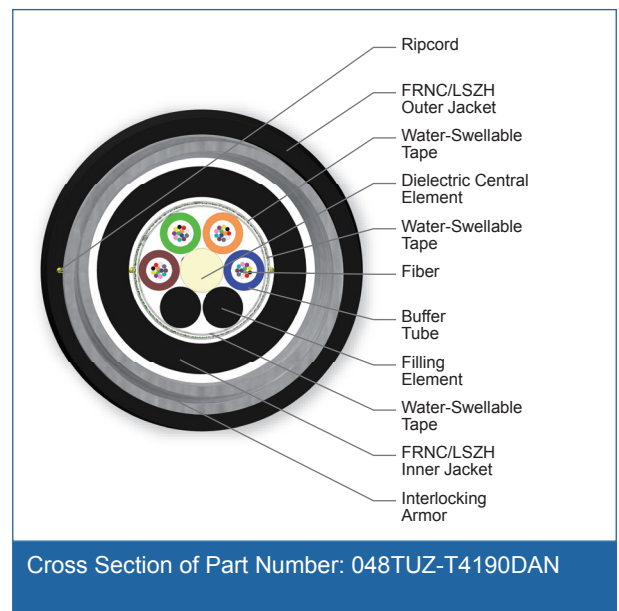 Ripcord
FRNC/LSZH
Outer Jacket
Water-Swellable
Tape
Dielectric Central
Element
Water-Swellable
Tape
Fiber
Buffer
Tube
Filling
Element
Water-Swellable
Tape
FRNC/LSZH
Inner Jacket
Interlocking
Armor
Cross Section of Part Number: 048TUZ-T4190DAN